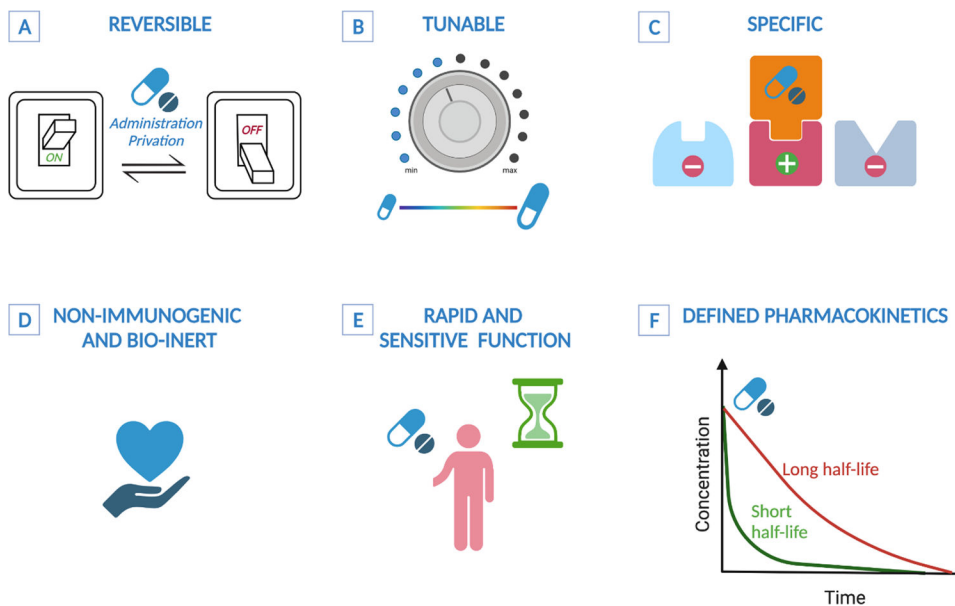 A
REVERSIBLE
ON
Administration
Privation
OFF
B
TUNABLE
min
max
C
SPECIFIC
−
+
−
D
NON-IMMUNOGENIC
AND BIO-INERT
E
RAPID AND
SENSITIVE FUNCTION
F
DEFINED PHARMACOKINETICS
Concentration
Long half-life
Short
half-life
Time